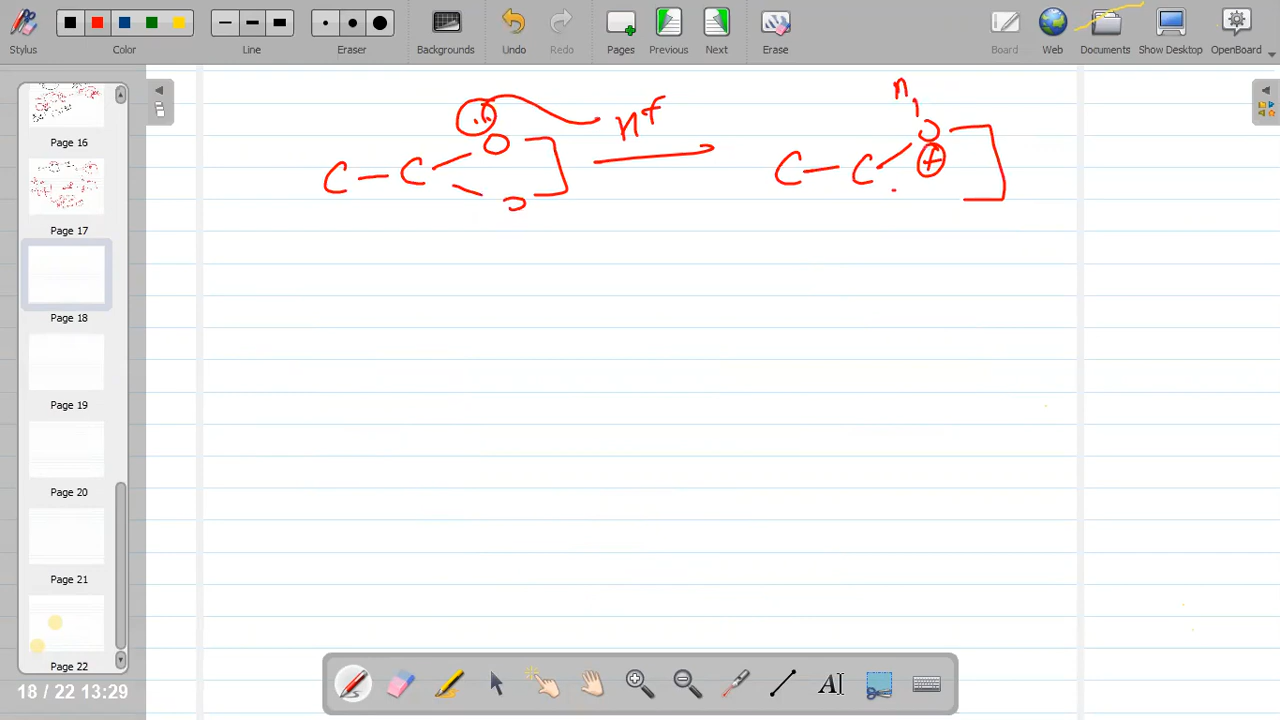 Stylus
Color
Line
Eraser
Backgrounds
Undo
Redo
Pages
Previous
Next
Erase
Board
Web
Documents
Show Desktop
OpenBoard
Page 16
Page 17
Page 18
Page 19
Page 20
Page 21
Page 22
18 / 22 13:29
C - C O O H+
C - C O + H